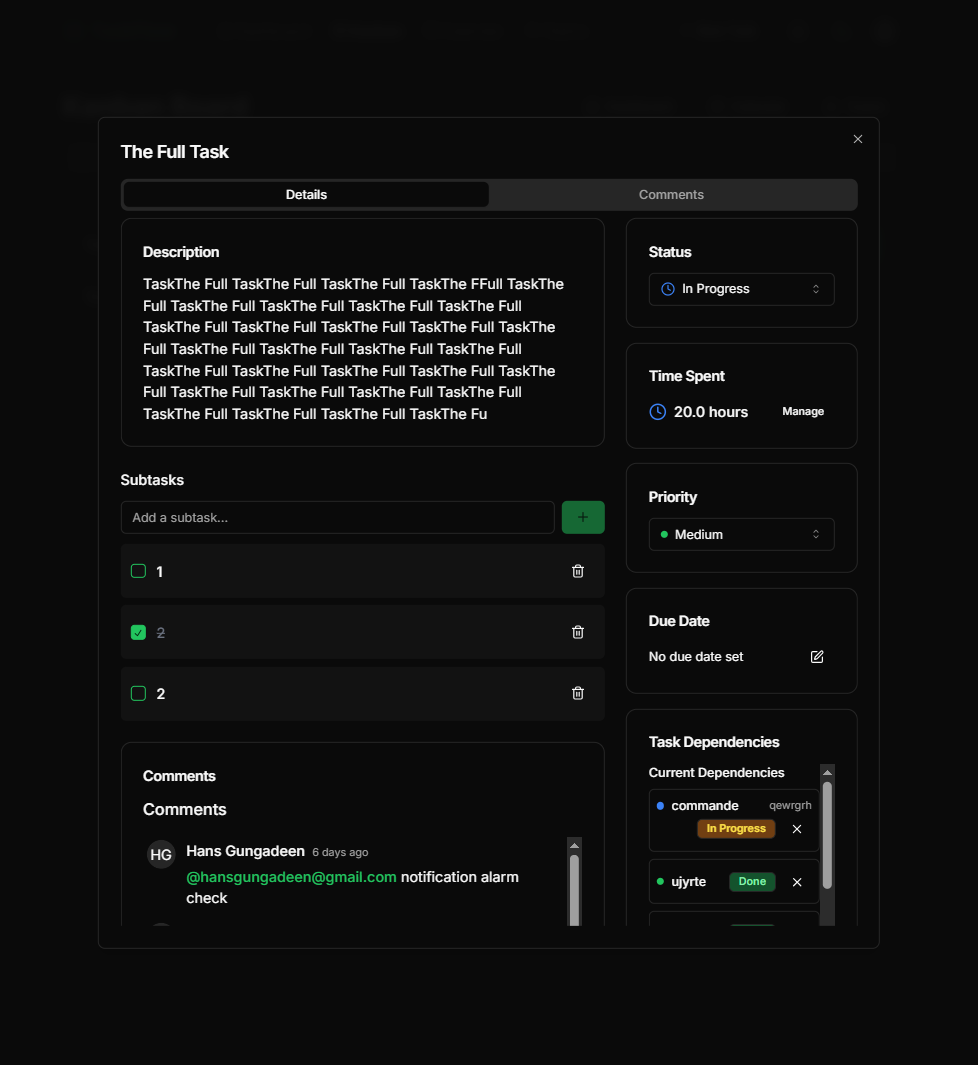 The Full Task
Details
Comments
Description
TaskThe Full TaskThe Full TaskThe Full TaskThe FFull TaskThe
Full TaskThe Full TaskThe Full TaskThe Full TaskThe Full
TaskThe Full TaskThe Full TaskThe Full TaskThe Full TaskThe
Full TaskThe Full TaskThe Full TaskThe Full TaskThe Full
TaskThe Full TaskThe Full TaskThe Full TaskThe Full TaskThe
Full TaskThe Full TaskThe Full TaskThe Full TaskThe Full
TaskThe Full TaskThe Full TaskThe Full TaskThe Fu
Subtasks
Add a subtask...
1
2
2
Comments
Comments
HG
Hans Gungadeen 6 days ago
@hansgungadeen@gmail.com notification alarm
check
Status
In Progress
Time Spent
20.0 hours
Manage
Priority
Medium
Due Date
No due date set
Task Dependencies
Current Dependencies
commande
qewrgrh
In Progress
ujyrte
Done